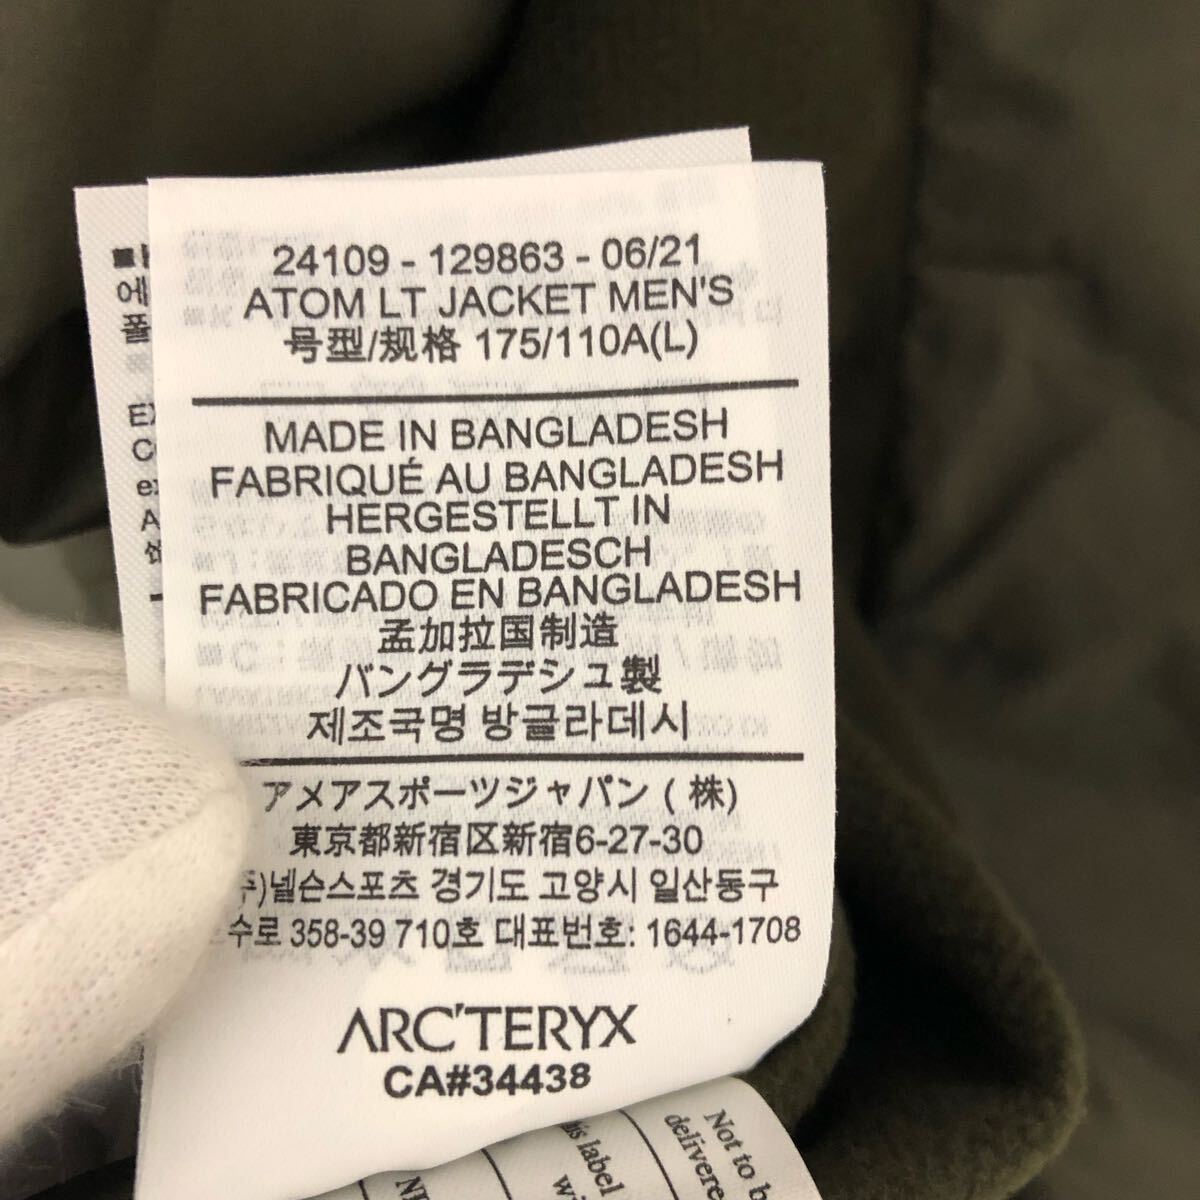 24109 - 129863 - 06/21
ATOM LT JACKET MEN'S
号型/规格 175/110A(L)
MADE IN BANGLADESH
FABRIQUÉ AU BANGLADESH
HERGESTELLT IN
BANGLADESCH
FABRICADO EN BANGLADESH
孟加拉国制造
バングラデシュ製
제조국명 방글라데시
アメアスポーツジャパン ( 株)
東京都新宿区新宿6-27-30
)넬슨스포츠 경기도 고양시 일산동구
수로 358-39 710호 대표번호: 1644-1708
ARC'TERYX
CA#34438
Not to b
delivere
his label